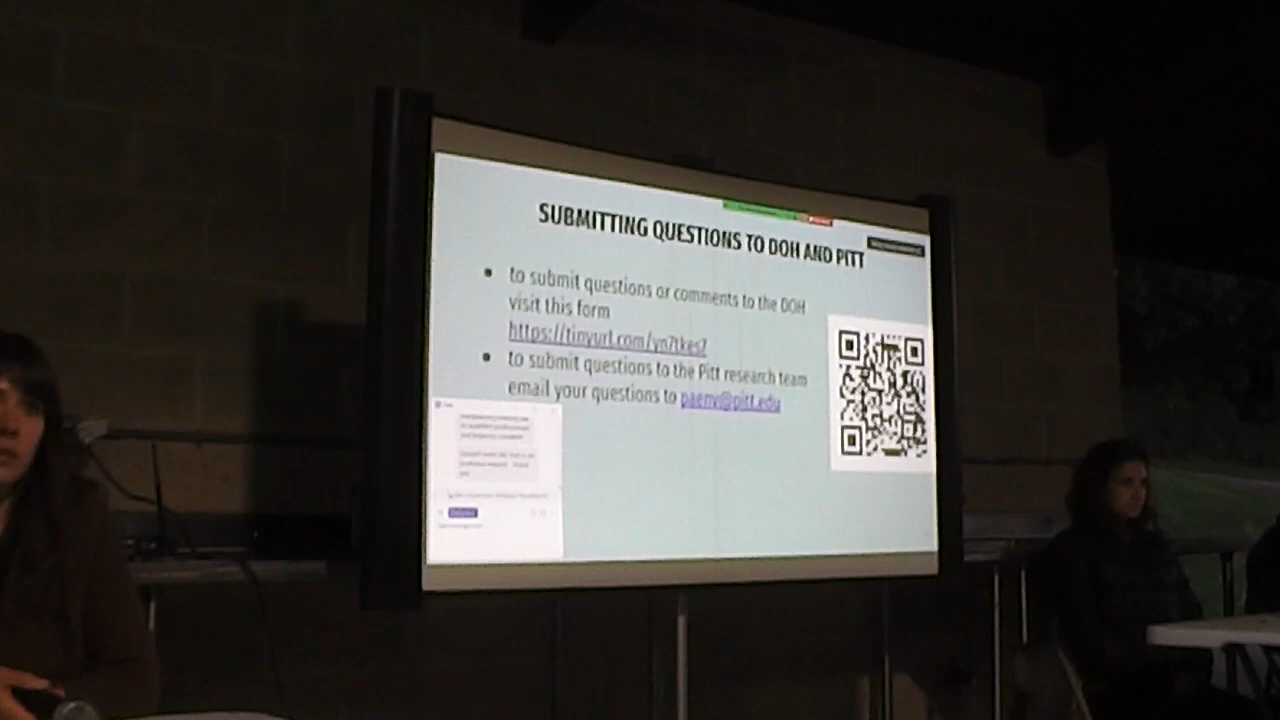 SUBMITTING QUESTIONS TO DOH AND PITT
• to submit questions or comments to the DOH
visit this form
https://tinyurl.com/yn7tkes7
• to submit questions to the Pitt research team
email your questions to paenv@pitt.edu